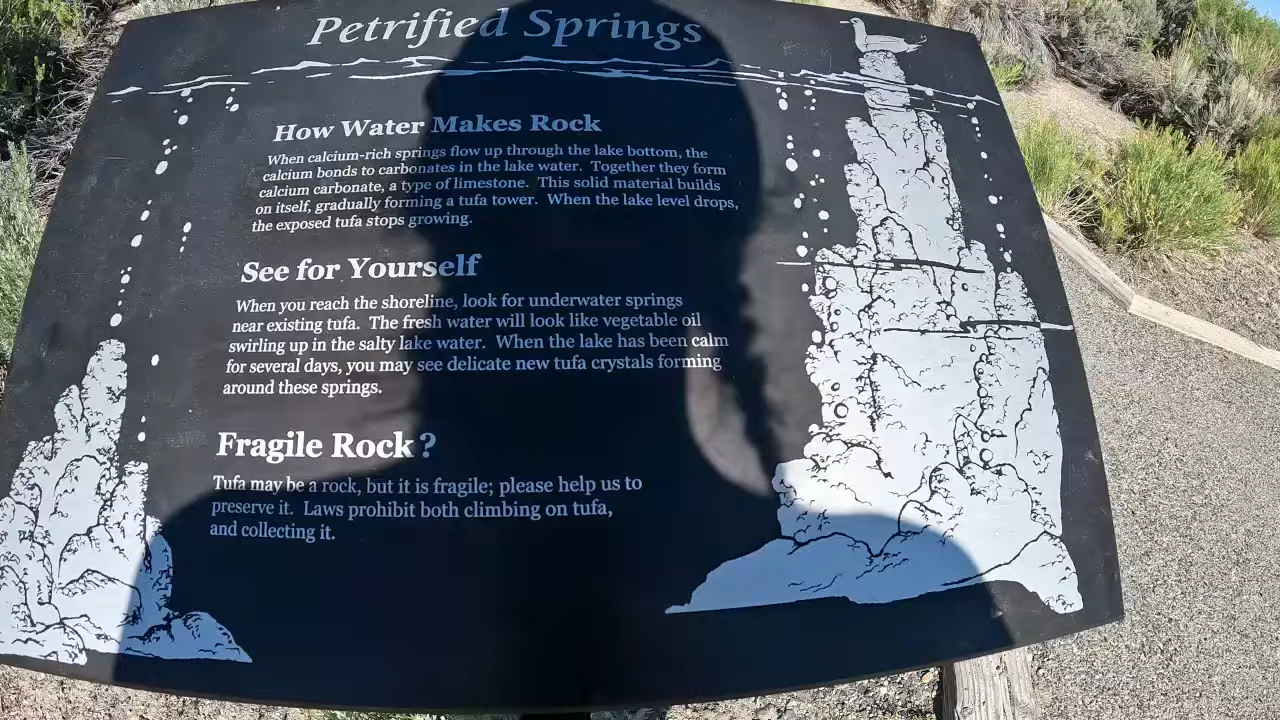 Petrified Springs
How Water Makes Rock
When calcium-rich springs flow up through the lake bottom, the
calcium bonds to carbonates in the lake water. Together they form
calcium carbonate, a type of limestone. This solid material builds
on itself, gradually forming a tufa tower. When the lake level drops,
the exposed tufa stops growing.
See for Yourself
When you reach the shoreline, look for underwater springs
near existing tufa. The fresh water will look like vegetable oil
swirling up in the salty lake water. When the lake has been calm
for several days, you may see delicate new tufa crystals forming
around these springs.
Fragile Rock ?
Tufa may be a rock, but it is fragile; please help us to
preserve it. Laws prohibit both climbing on tufa,
and collecting it.